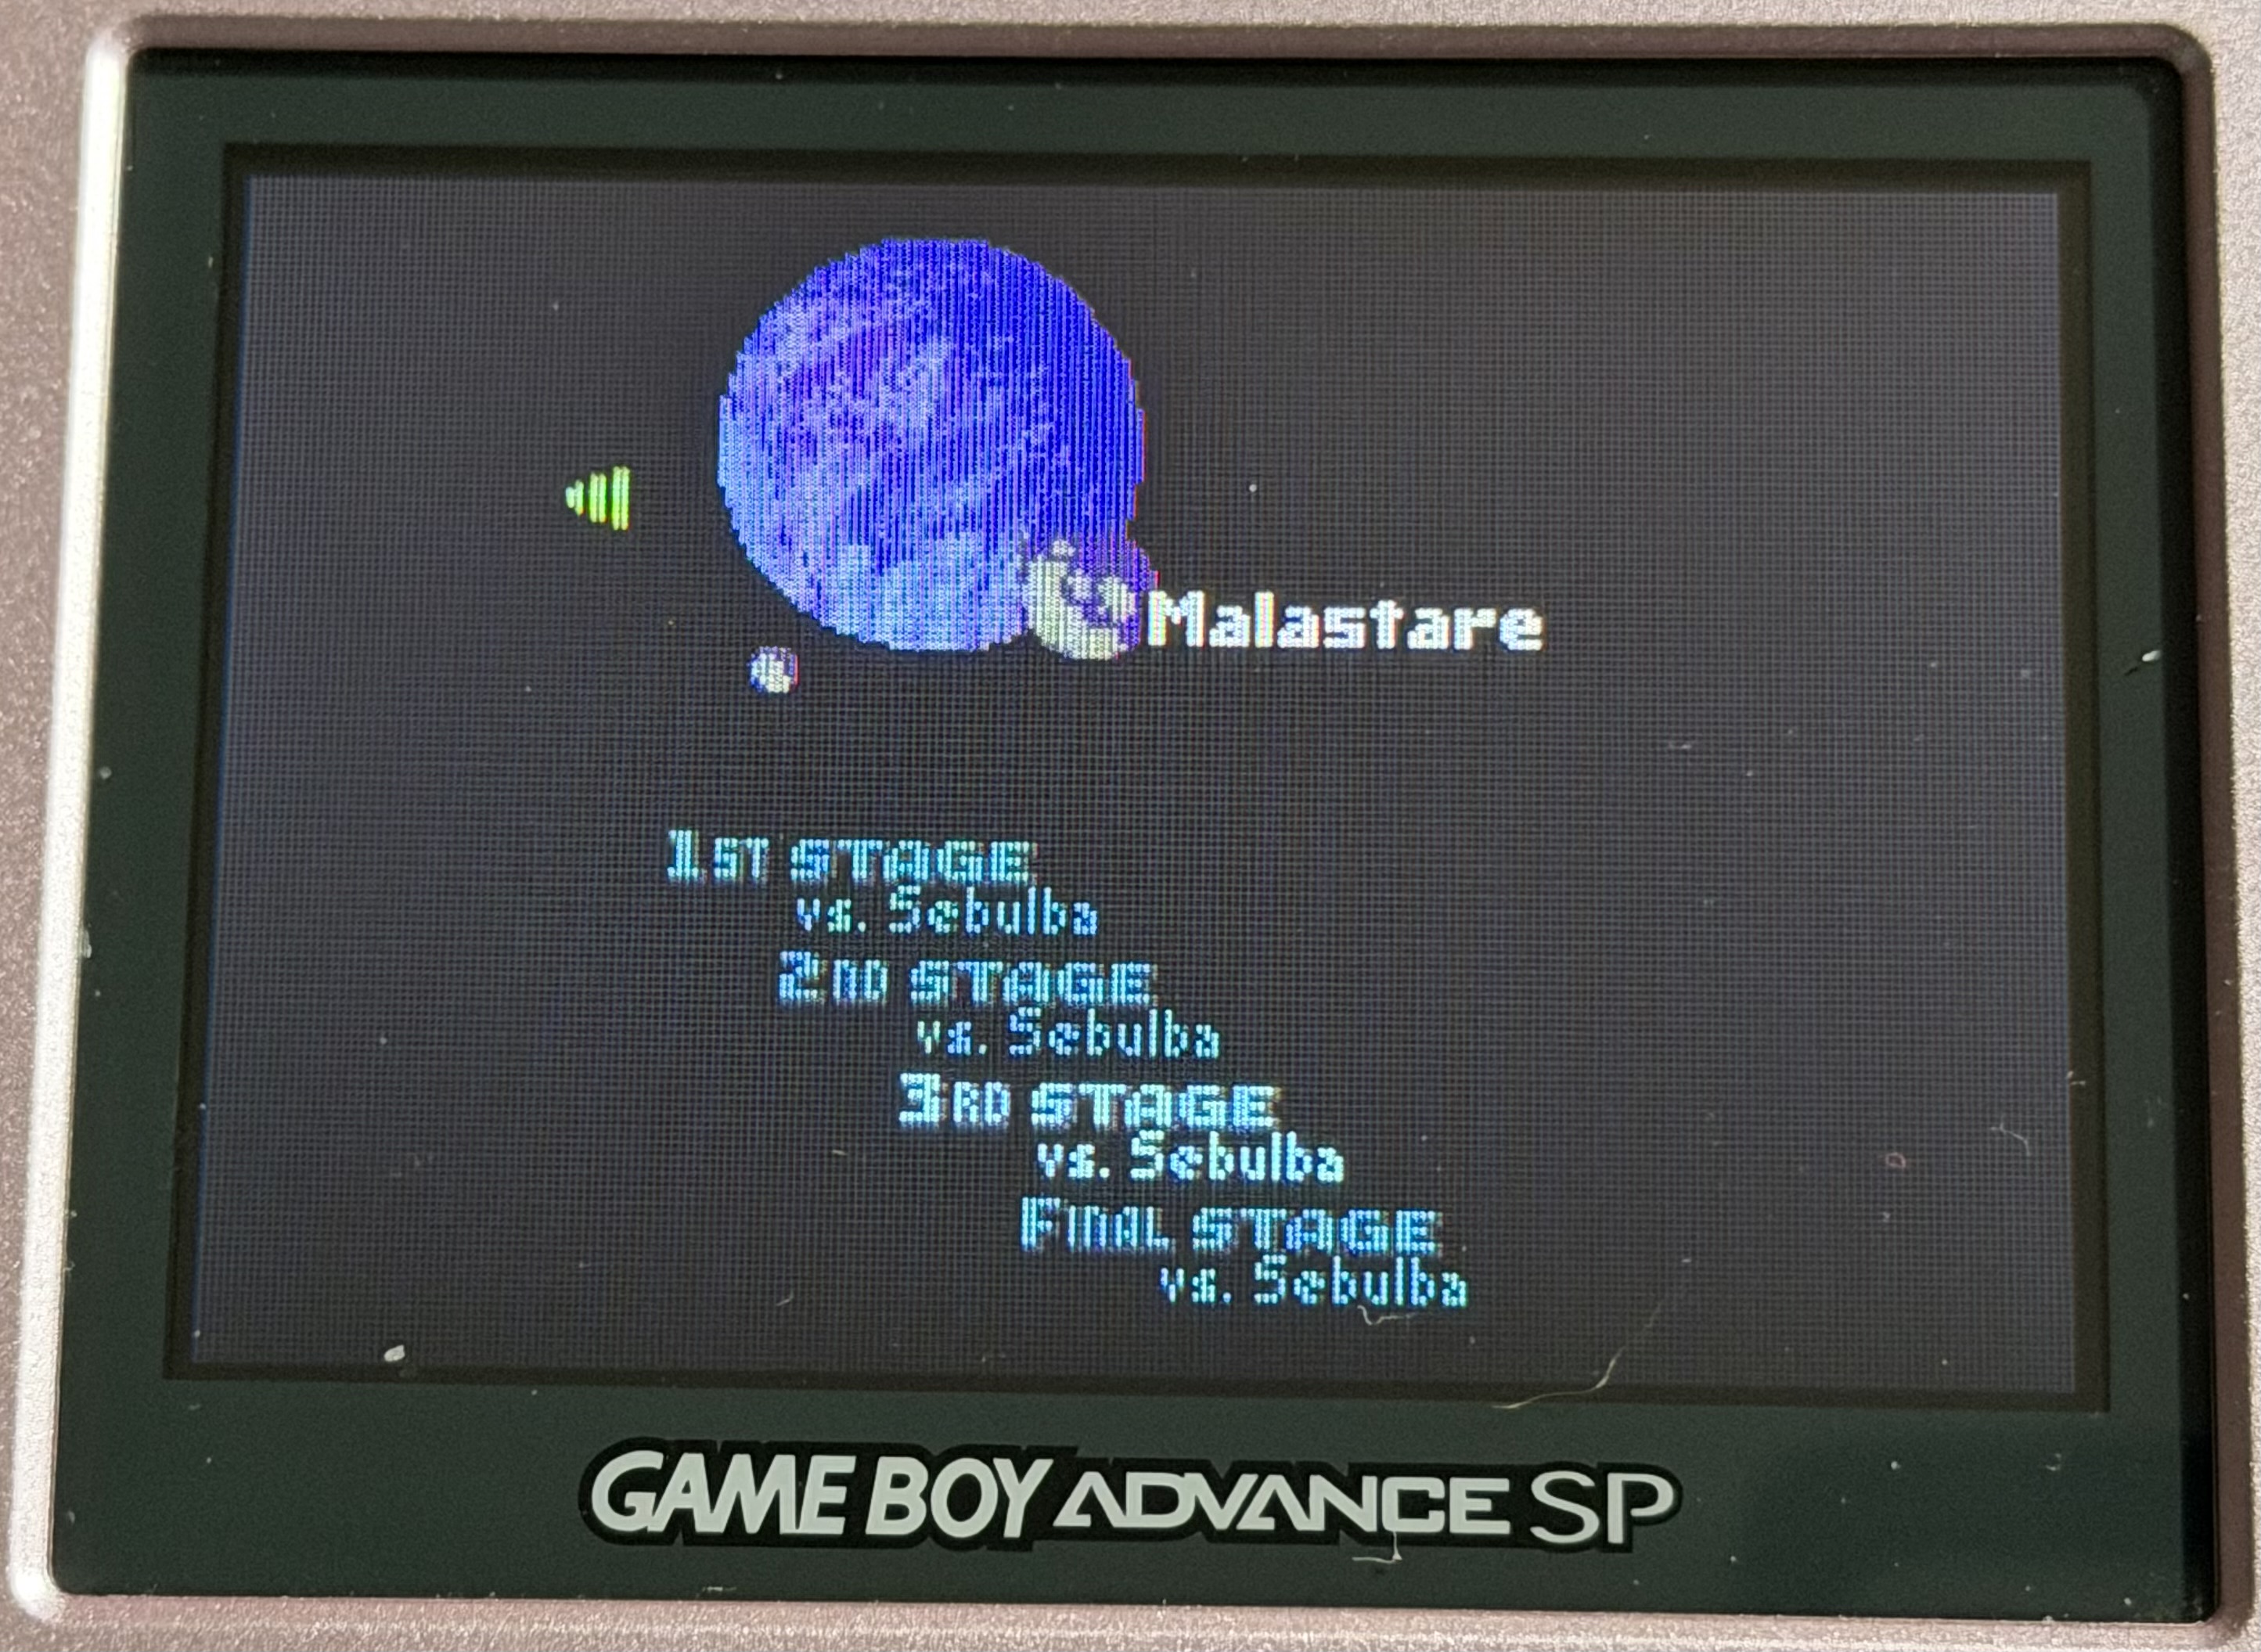 Malastare
1ST STAGE
vs. Sebulba
2ND STAGE
vs. Sebulba
3RD STAGE
vs. Sebulba
FINAL STAGE
vs. Sebulba
GAME BOY ADVANCE SP